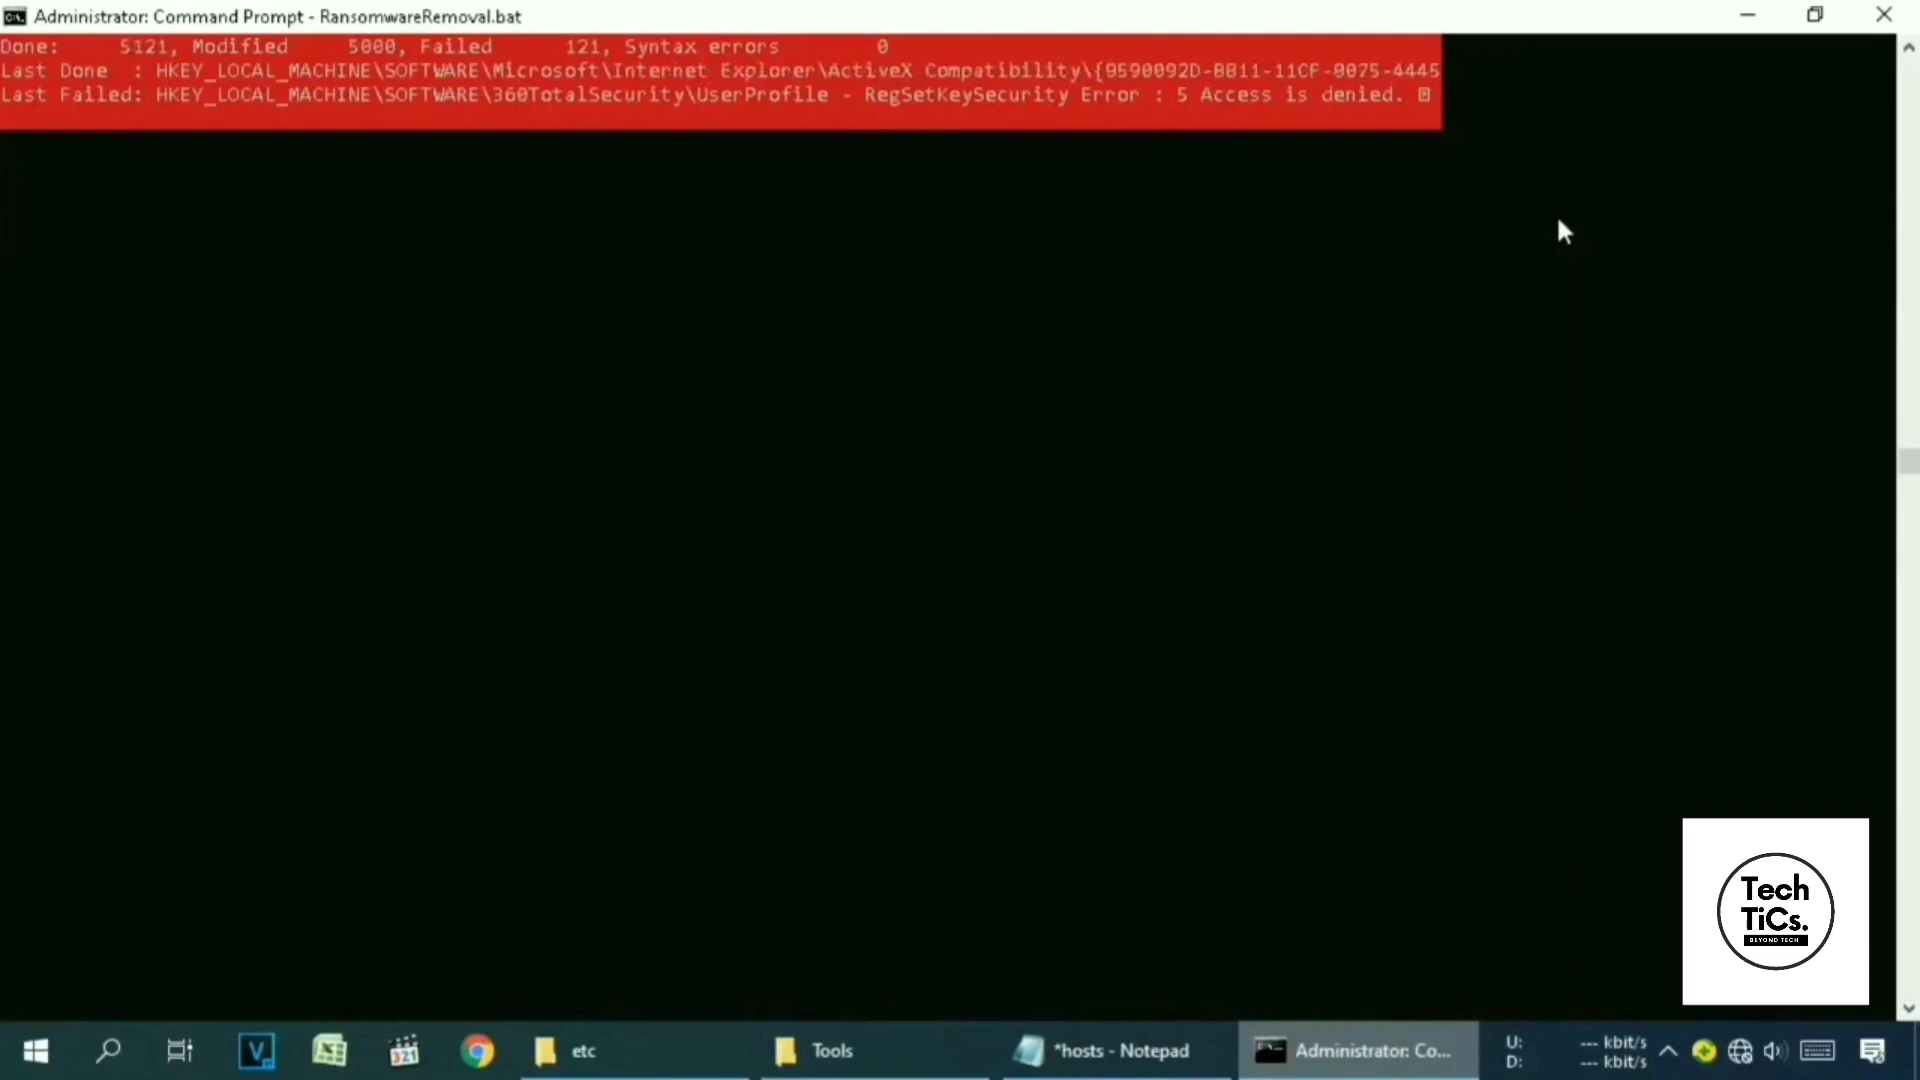 Administrator: Command Prompt - RansomwareRemoval.bat
Done: 5121, Modified 5000, Failed 121, Syntax errors 0
Last Done : HKEY_LOCAL_MACHINE\SOFTWARE\Microsoft\Internet Explorer\ActiveX Compatibility\{9590092D-8811-11CF-8075-4445
Last Failed: HKEY_LOCAL_MACHINE\SOFTWARE\360TotalSecurity\UserProfile - RegSetKeySecurity Error : 5 Access is denied.
Tech
TiCs.
BEYOND TECH
V
321
etc
Tools
*hosts - Notepad
Administrator: Co...
U: --- kbit/s
D: --- kbit/s